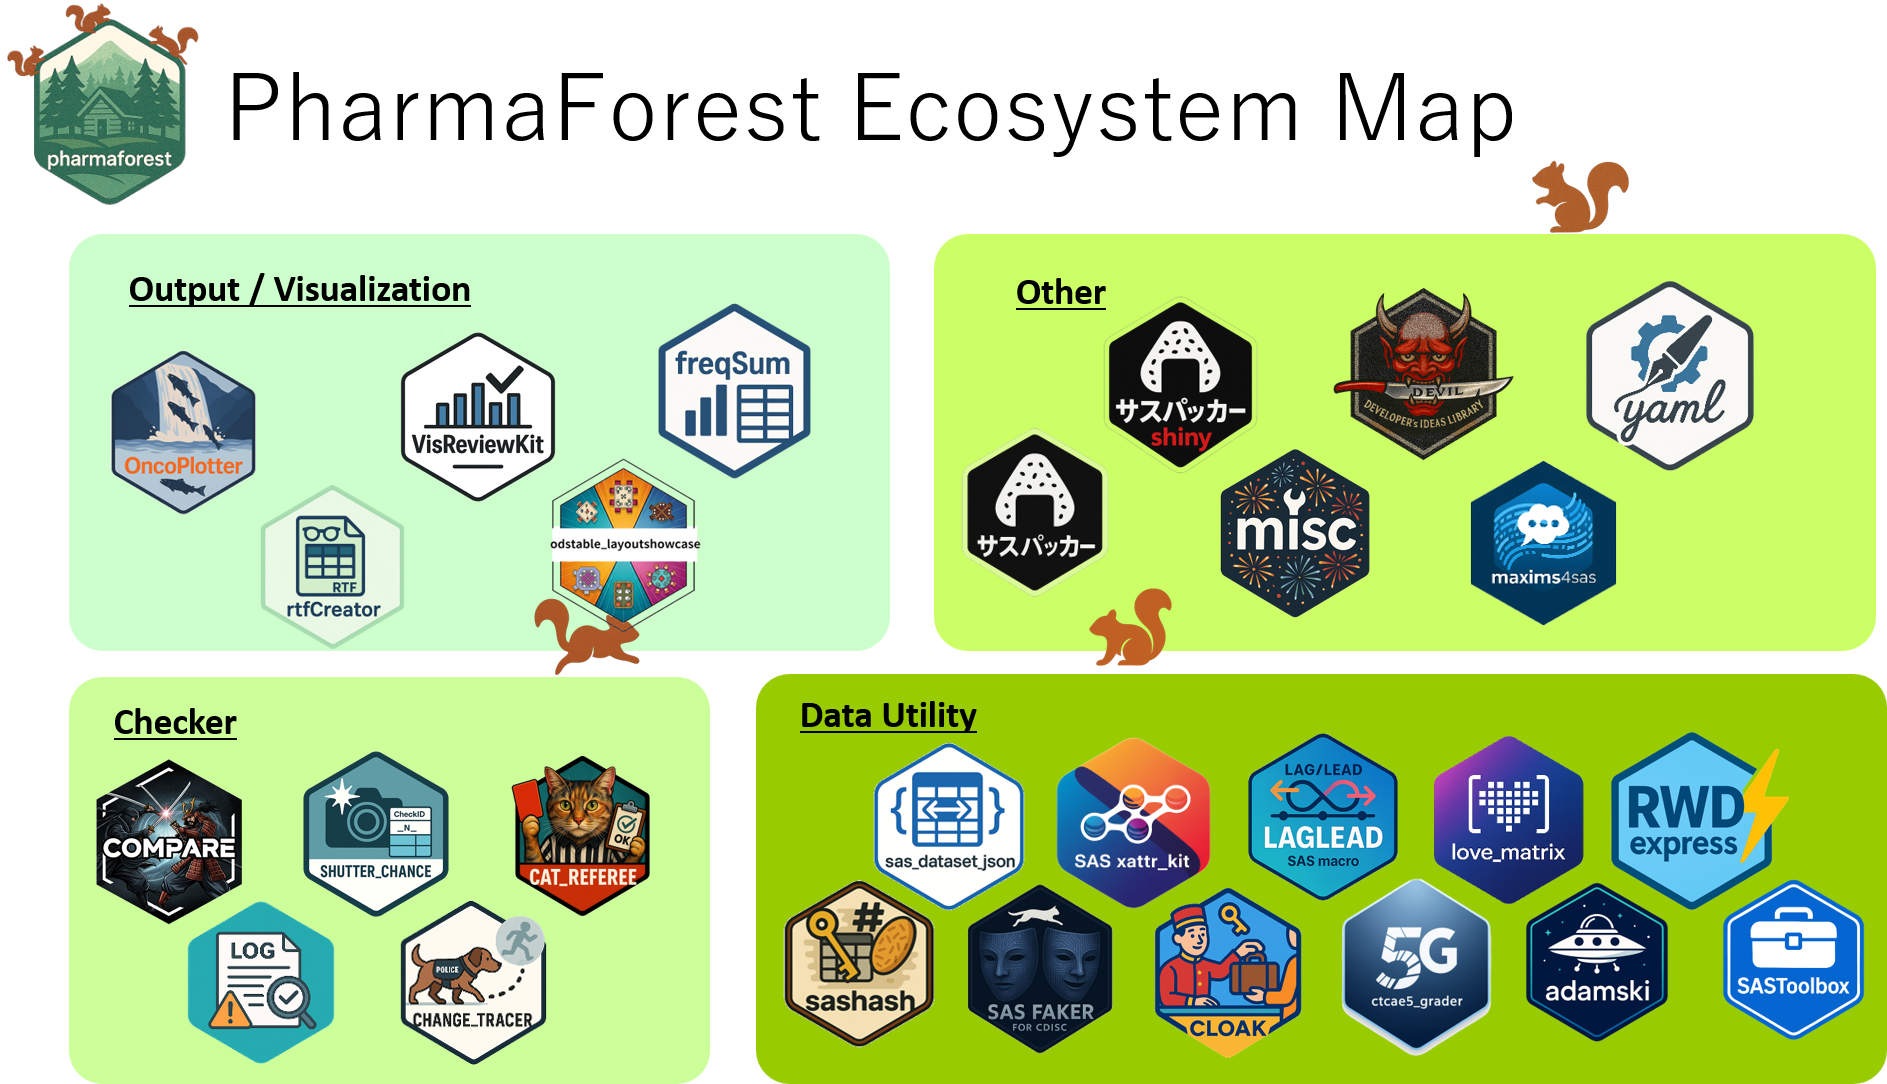 pharmaforest
PharmaForest Ecosystem Map
Output / Visualization
OncoPlotter
VisReviewKit
freqSum
RTF
rtfCreator
odstable_layoutshowcase
Other
サスパッカー
shiny
DEVIL
DEVELOPER's IDEAS LIBRARY
yaml
サスパッカー
misc
maxims4sas
Checker
COMPARE
CheckID
_N_
SHUTTER_CHANCE
OK
CAT_REFEREE
LOG
POLICE
CHANGE_TRACER
Data Utility
sas_dataset_json
SAS xattr_kit
LAG/LEAD
LAGLEAD
SAS macro
love_matrix
RWD
express
#
sashash
SAS FAKER
FOR CDISC
CLOAK
5G
ctcae5_grader
adamski
SASToolbox